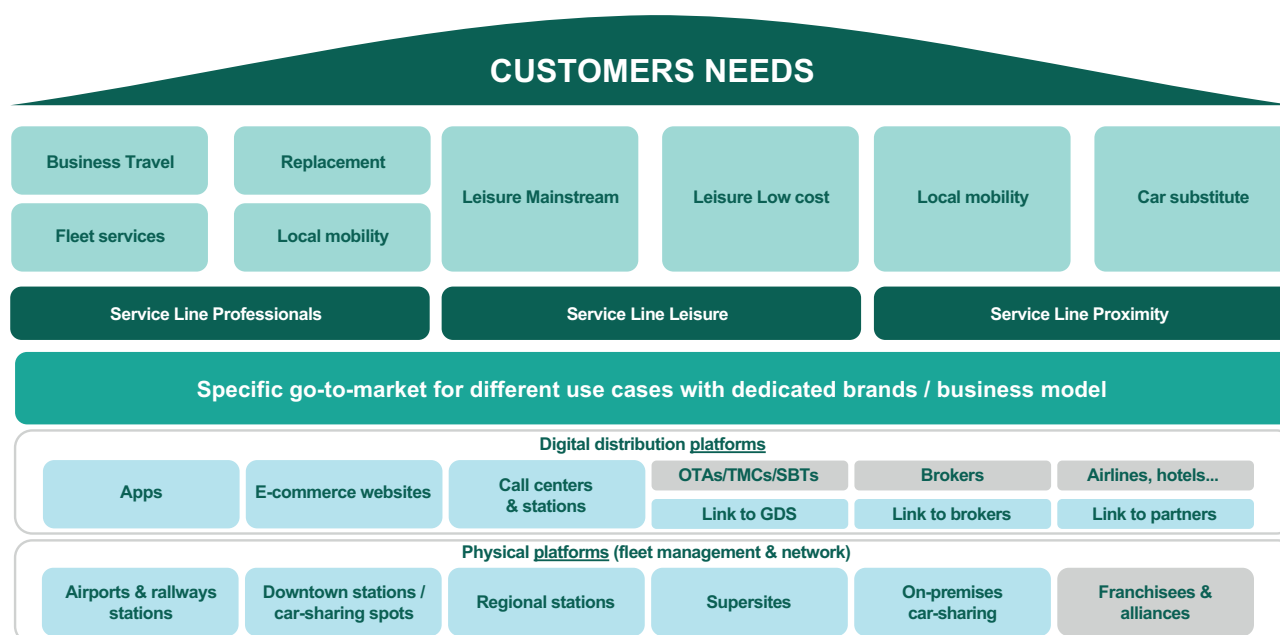 CUSTOMERS NEEDS
Business Travel
Replacement
Fleet services
Local mobility
Leisure Mainstream
Leisure Low cost
Local mobility
Car substitute
Service Line Professionals
Service Line Leisure
Service Line Proximity
Specific go-to-market for different use cases with dedicated brands / business model
Digital distribution platforms
Apps
E-commerce websites
Call centers
& stations
OTAs/TMCs/SBTs
Brokers
Airlines, hotels...
Link to GDS
Link to brokers
Link to partners
Physical platforms (fleet management & network)
Airports & rallways
stations
Downtown stations /
car-sharing spots
Regional stations
Supersites
On-premises
car-sharing
Franchisees &
alliances